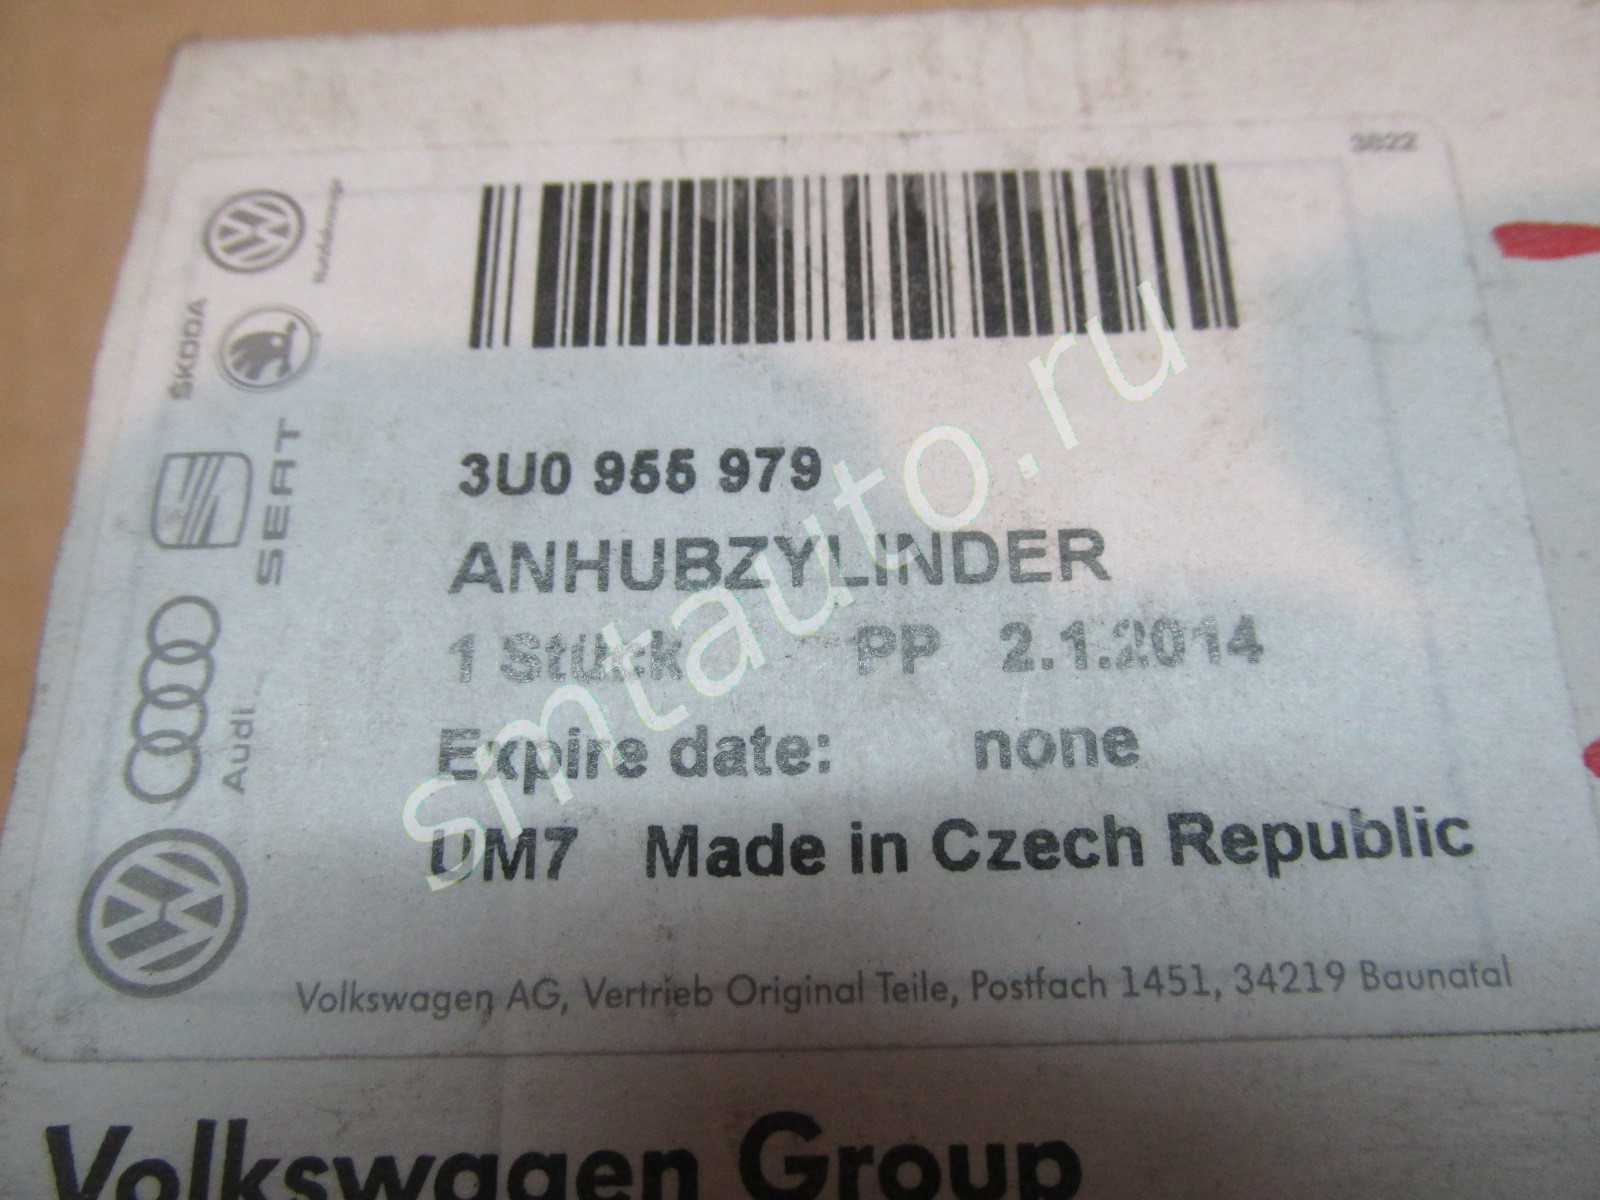 3822
Nutzfahrzeuge
ŠKODA
SEAT
Audi
3U0 955 979
ANHUBZYLINDER
1 Stück PP 2.1.2014
Expire date: none
UM7 Made in Czech Republic
Volkswagen AG, Vertrieb Original Teile, Postfach 1451, 34219 Baunatal
Volkswagen Group
smtauto.ru